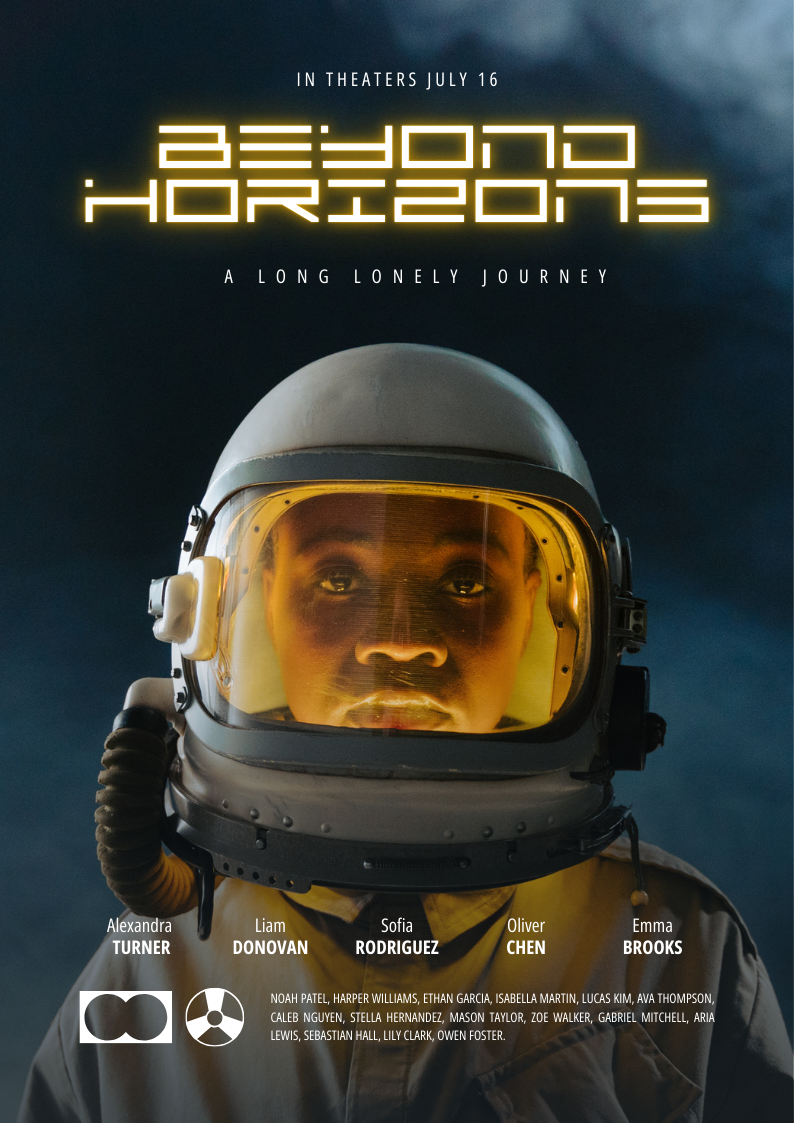 IN THEATERS JULY 16
BEYOND
HORIZONS
A LONG LONELY JOURNEY
Alexandra TURNER
Liam DONOVAN
Sofia RODRIGUEZ
Oliver CHEN
Emma BROOKS
NOAH PATEL, HARPER WILLIAMS, ETHAN GARCIA, ISABELLA MARTIN, LUCAS KIM, AVA THOMPSON,
CALEB NGUYEN, STELLA HERNANDEZ, MASON TAYLOR, ZOE WALKER, GABRIEL MITCHELL, ARIA
LEWIS, SEBASTIAN HALL, LILY CLARK, OWEN FOSTER.